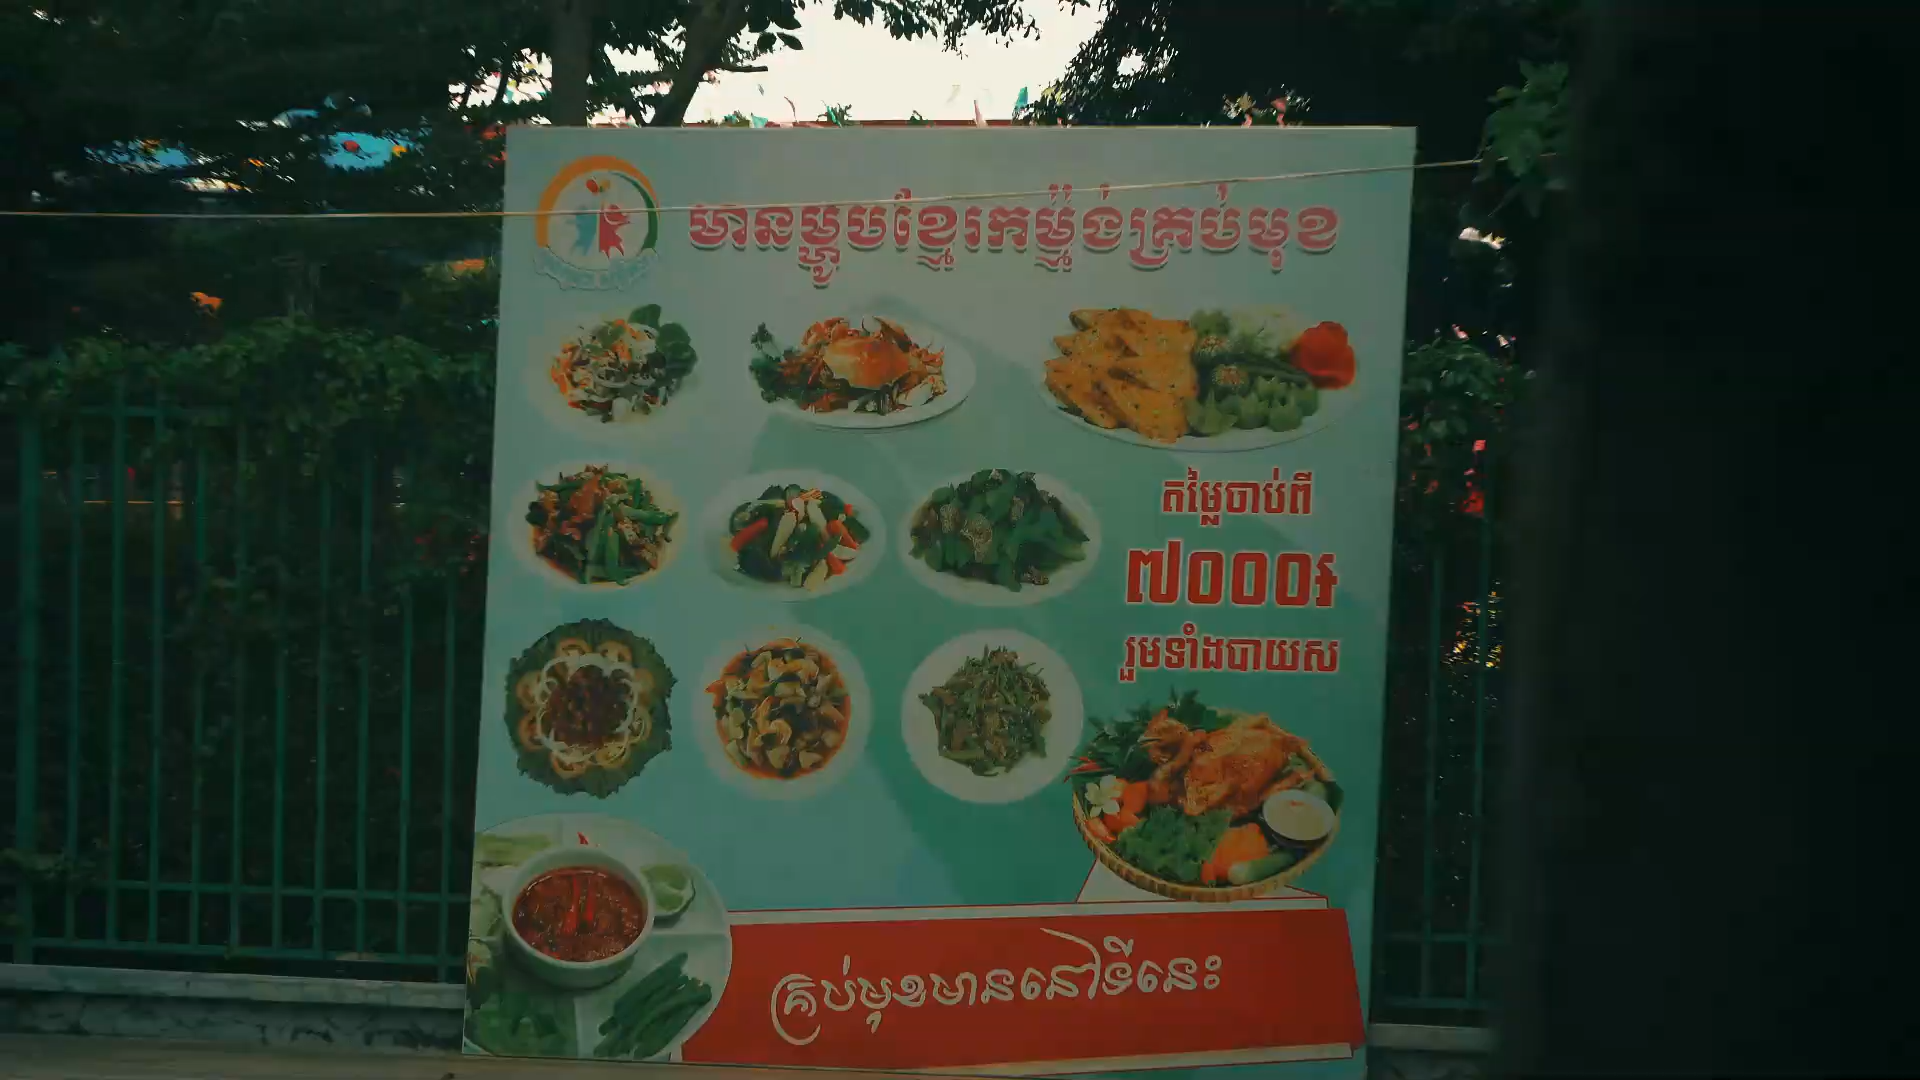 មានម្ហូបខ្មែរកម្ម៉ង់គ្រប់មុខ
តម្លៃចាប់ពី
៧០០០៛
រួមទាំងបាយស
គ្រប់មុខមាននៅទីនេះ